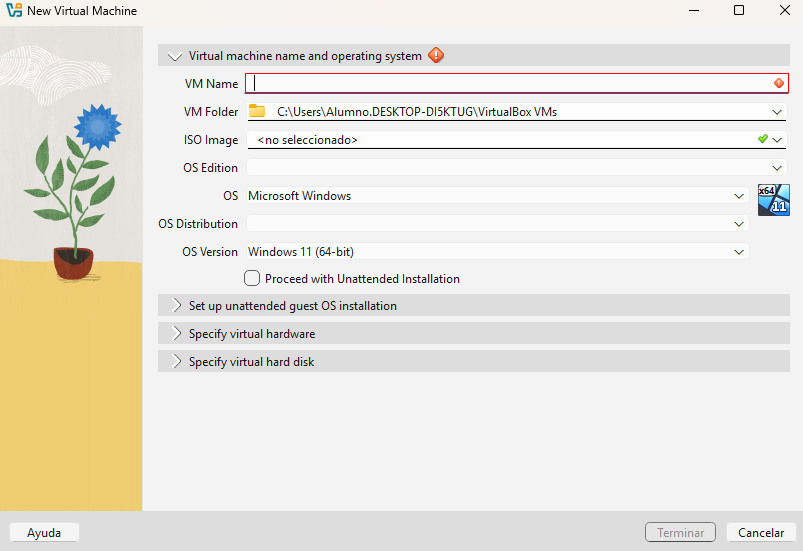 New Virtual Machine
Virtual machine name and operating system
VM Name
VM Folder C:\Users\Alumno.DESKTOP-DI5KTUG\VirtualBox VMs
ISO Image <no seleccionado>
OS Edition
OS Microsoft Windows
x64
11
OS Distribution
OS Version Windows 11 (64-bit)
Proceed with Unattended Installation
Set up unattended guest OS installation
Specify virtual hardware
Specify virtual hard disk
Ayuda Terminar Cancelar